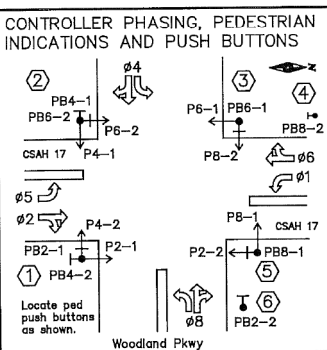 CONTROLLER PHASING, PEDESTRIAN
INDICATIONS AND PUSH BUTTONS
2
ø4
3
4
PB4-1
PB6-2
P6-2
P6-1
PB6-1
PB8-2
CSAH 17
P4-1
P8-2
ø6
ø5
ø1
ø2
P4-2
P8-1
CSAH 17
PB2-1
P2-1
P2-2
PB8-1
1
PB4-2
5
Locate ped
push buttons
as shown.
ø8
6
PB2-2
Woodland Pkwy